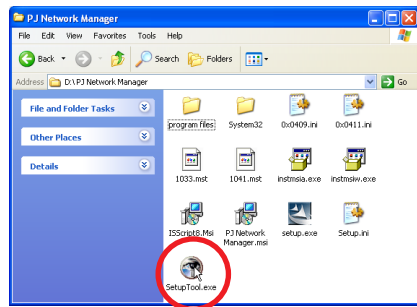 PJ Network Manager
File Edit View Favorites Tools Help
Back Search Folders
Address D:\PJ Network Manager Go
File and Folder Tasks
Other Places
Details
program files System32 0x0409.ini 0x0411.ini
1033.mst 1041.mst instmsia.exe instmsiw.exe
ISScript8.Msi PJ Network Manager.msi setup.exe Setup.ini
SetupTool.exe